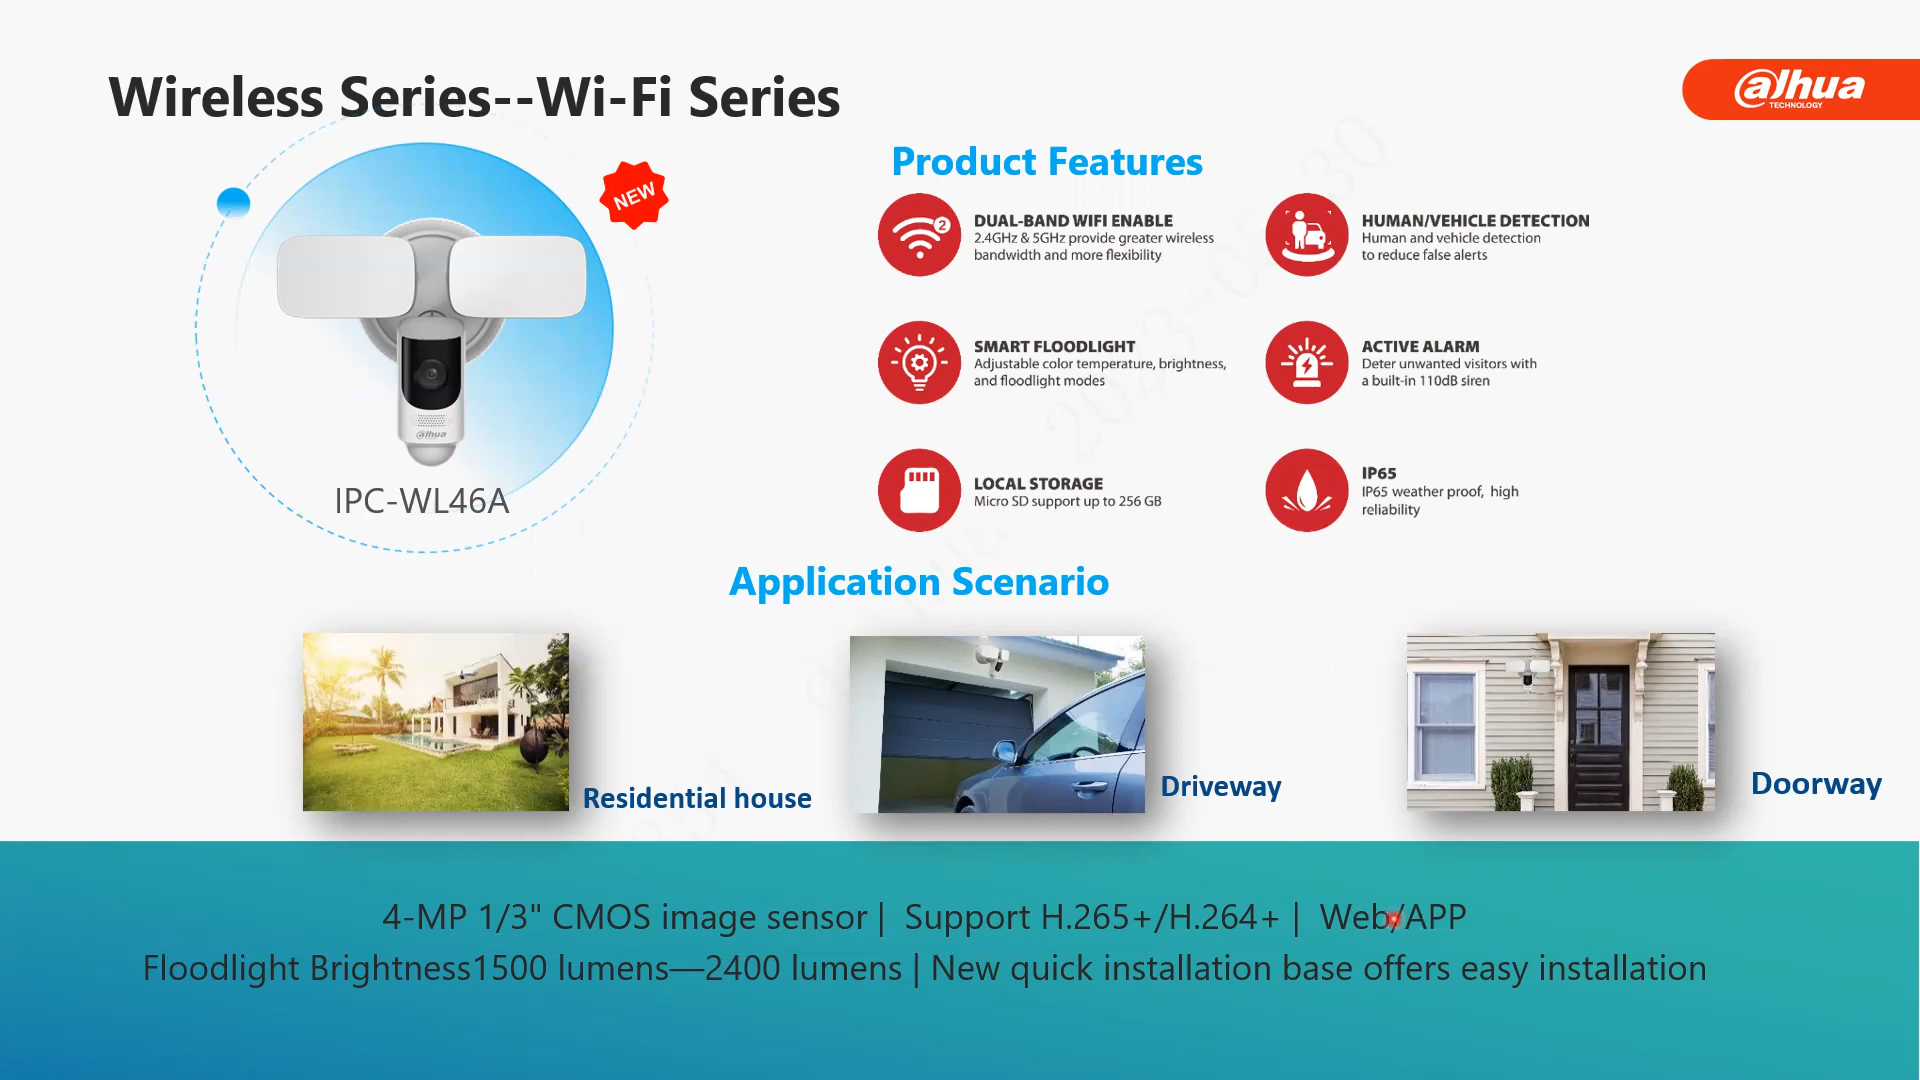 Wireless Series--Wi-Fi Series
alhua
TECHNOLOGY
NEW
alhua
IPC-WL46A
Product Features
2
DUAL-BAND WIFI ENABLE
2.4GHz & 5GHz provide greater wireless
bandwidth and more flexibility
HUMAN/VEHICLE DETECTION
Human and vehicle detection
to reduce false alerts
SMART FLOODLIGHT
Adjustable color temperature, brightness,
and floodlight modes
ACTIVE ALARM
Deter unwanted visitors with
a built-in 110dB siren
LOCAL STORAGE
Micro SD support up to 256 GB
IP65
IP65 weather proof, high
reliability
Application Scenario
Residential house
Driveway
Doorway
4-MP 1/3" CMOS image sensor | Support H.265+/H.264+ | Web/APP
Floodlight Brightness1500 lumens—2400 lumens | New quick installation base offers easy installation